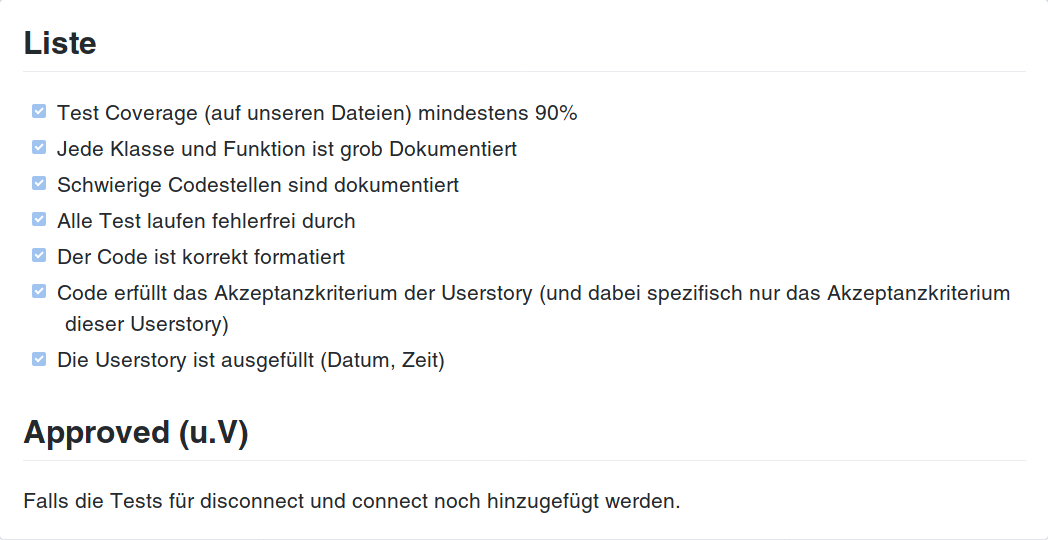 Liste
Test Coverage (auf unseren Dateien) mindestens 90%
Jede Klasse und Funktion ist grob Dokumentiert
Schwierige Codestellen sind dokumentiert
Alle Test laufen fehlerfrei durch
Der Code ist korrekt formatiert
Code erfüllt das Akzeptanzkriterium der Userstory (und dabei spezifisch nur das Akzeptanzkriterium
dieser Userstory)
Die Userstory ist ausgefüllt (Datum, Zeit)
Approved (u.V)
Falls die Tests für disconnect und connect noch hinzugefügt werden.